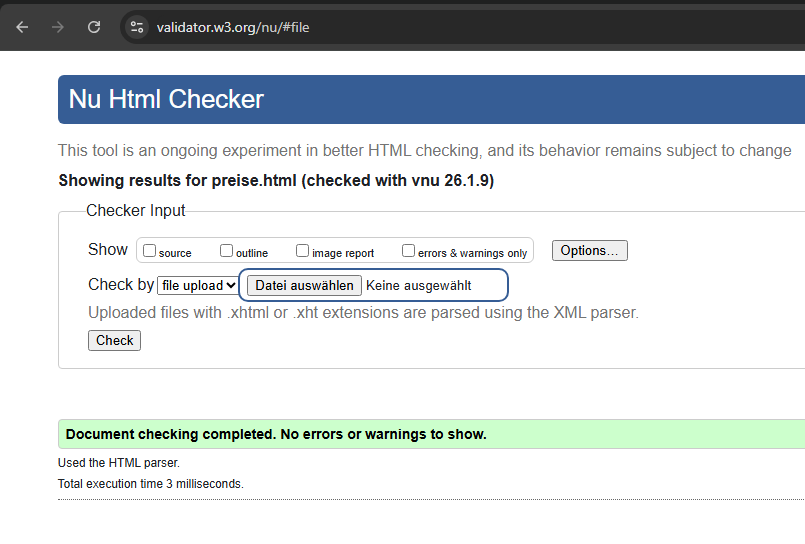 validator.w3.org/nu/#file
Nu Html Checker
This tool is an ongoing experiment in better HTML checking, and its behavior remains subject to change
Showing results for preise.html (checked with vnu 26.1.9)
Checker Input
Show source outline image report errors & warnings only Options...
Check by file upload Datei auswählen Keine ausgewählt
Uploaded files with .xhtml or .xht extensions are parsed using the XML parser.
Check
Document checking completed. No errors or warnings to show.
Used the HTML parser.
Total execution time 3 milliseconds.